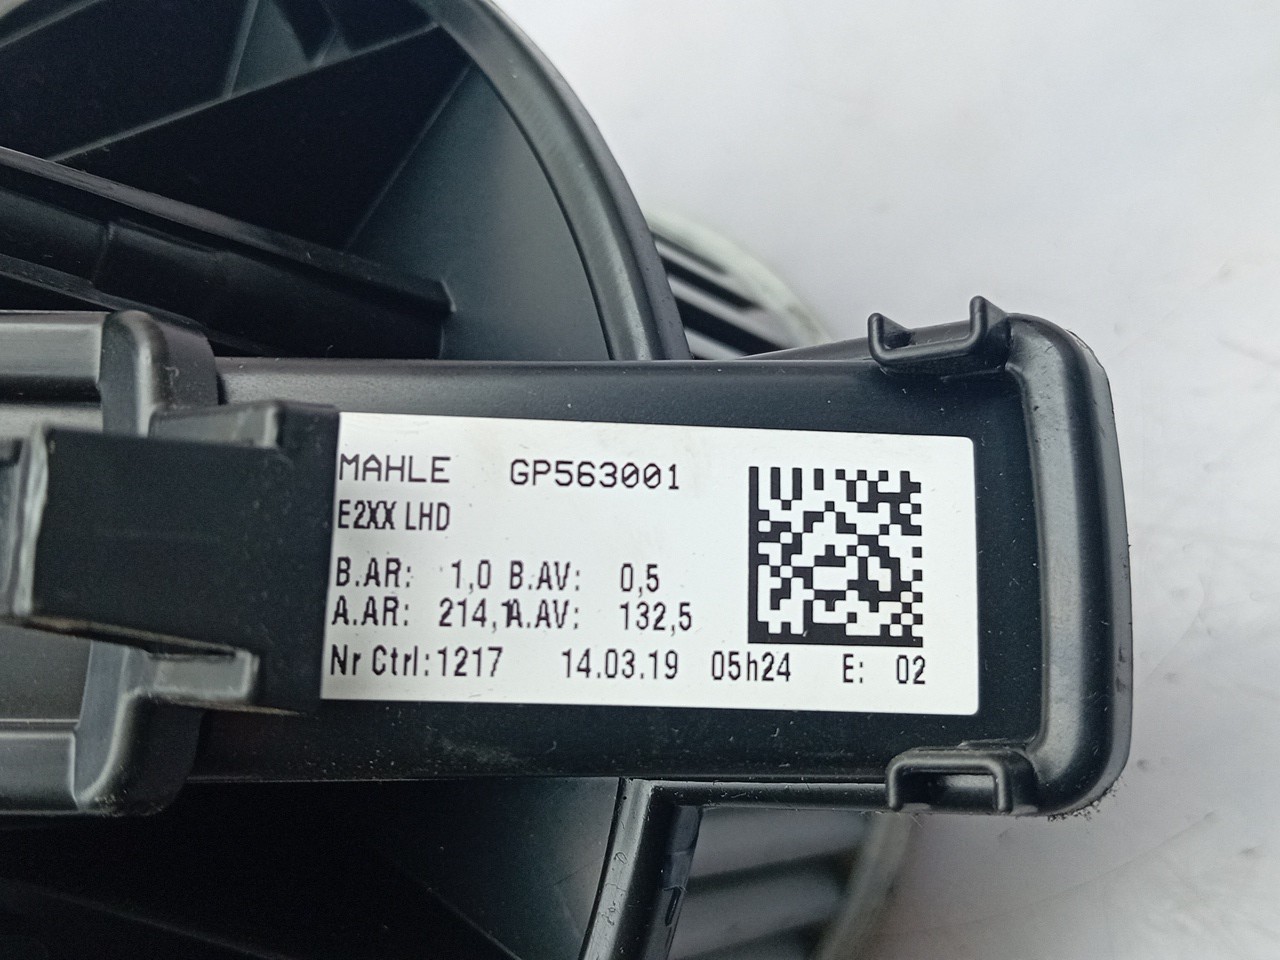 MAHLE GP563001
E2XX LHD
B.AR: 1,0 B.AV: 0,5
A.AR: 214,1A.AV: 132,5
Nr Ctrl:1217 14.03.19 05h24 E: 02